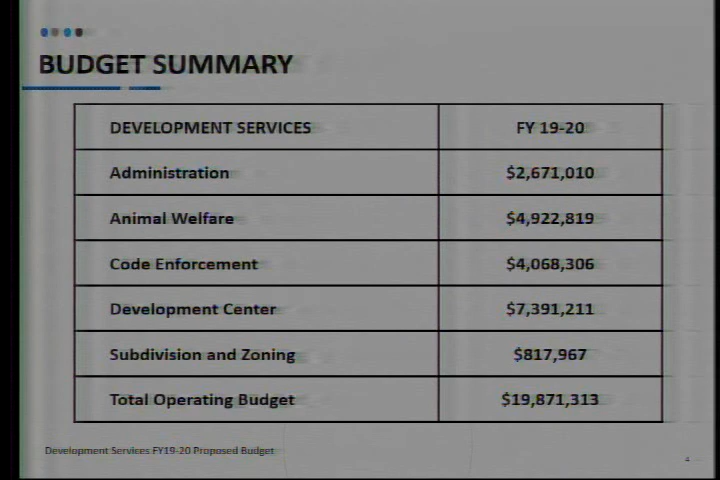 BUDGET SUMMARY
DEVELOPMENT SERVICES FY 19-20
Administration $2,671,010
Animal Welfare $4,922,819
Code Enforcement $4,068,306
Development Center $7,391,211
Subdivision and Zoning $817,967
Total Operating Budget $19,871,313
Development Services FY19-20 Proposed Budget
4